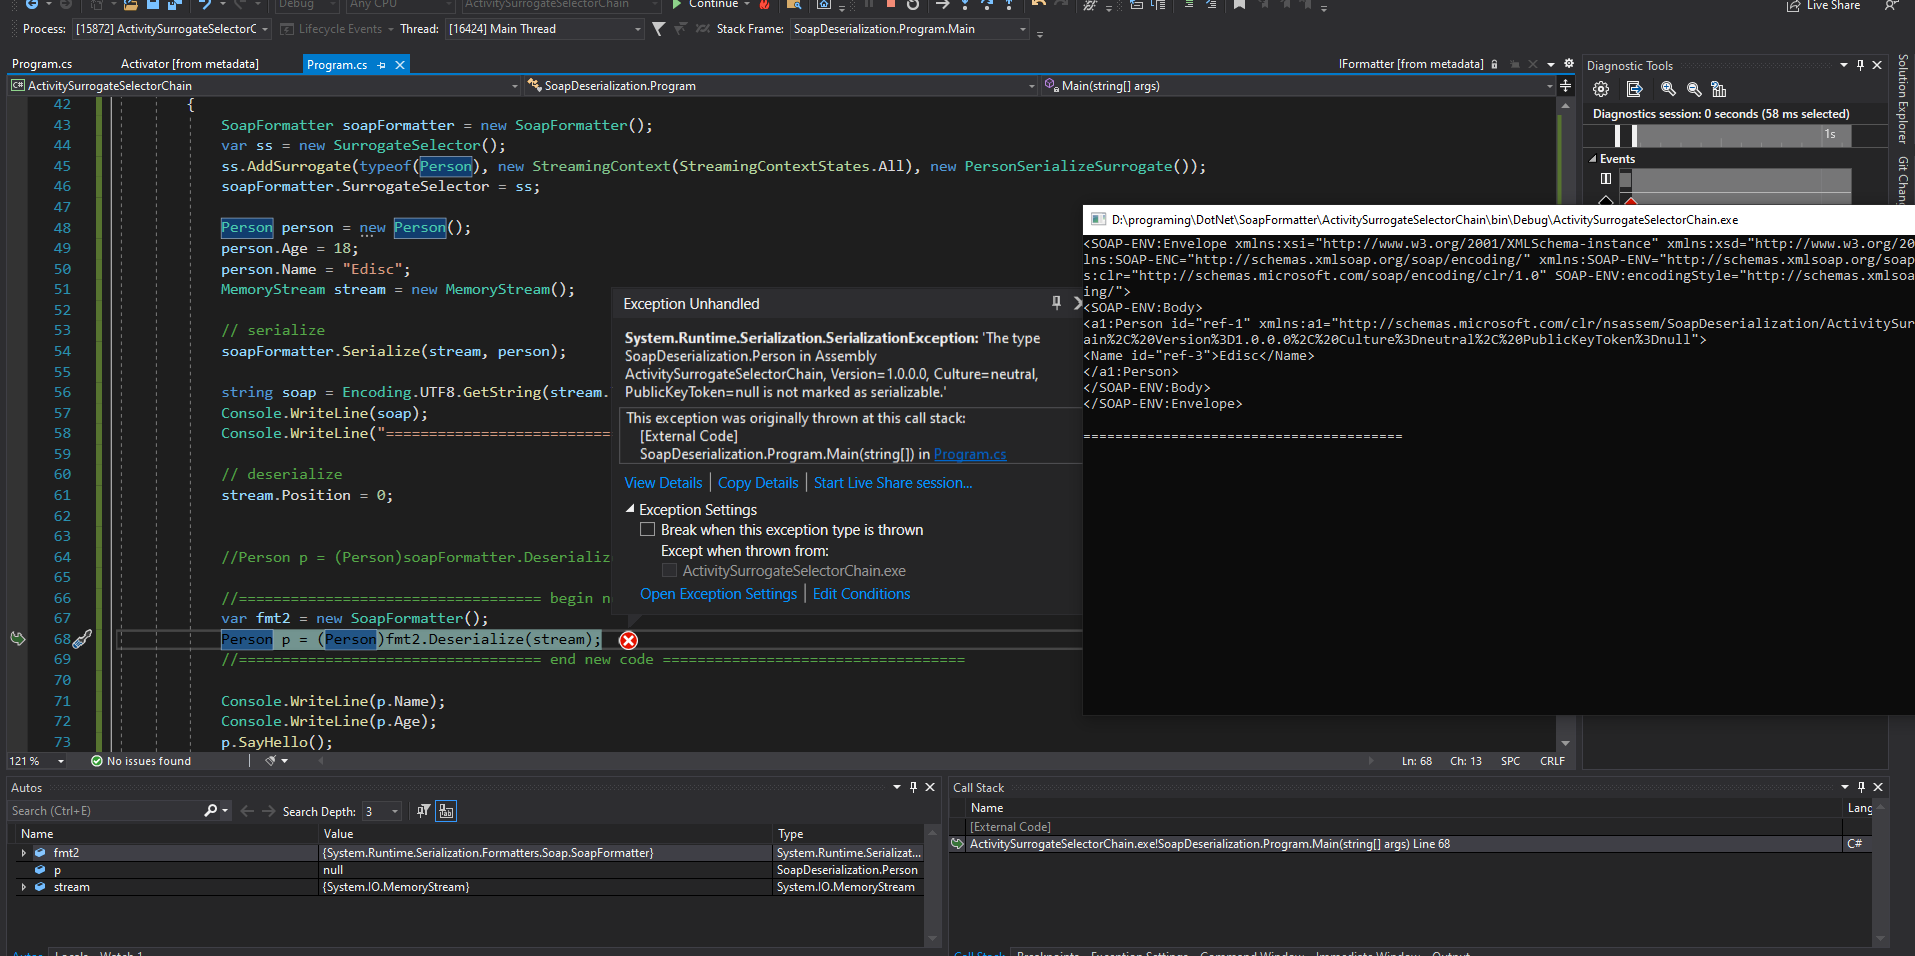 Debug Any CPU ActivitySurrogateSelectorChain Continue Live Share
Process: [15872] ActivitySurrogateSelectorC Lifecycle Events Thread: [16424] Main Thread Stack Frame: SoapDeserialization.Program.Main
Program.cs Activator [from metadata] Program.cs IFormatter [from metadata]
ActivitySurrogateSelectorChain SoapDeserialization.Program Main(string[] args)
42 {
43 SoapFormatter soapFormatter = new SoapFormatter();
44 var ss = new SurrogateSelector();
45 ss.AddSurrogate(typeof(Person), new StreamingContext(StreamingContextStates.All), new PersonSerializeSurrogate());
46 soapFormatter.SurrogateSelector = ss;
47
48 Person person = new Person();
49 person.Age = 18;
50 person.Name = "Edisc";
51 MemoryStream stream = new MemoryStream();
52
53 // serialize
54 soapFormatter.Serialize(stream, person);
55
56 string soap = Encoding.UTF8.GetString(stream.
57 Console.WriteLine(soap);
58 Console.WriteLine("==========================
59
60 // deserialize
61 stream.Position = 0;
62
63
64 //Person p = (Person)soapFormatter.Deserializ
65
66 //=================================== begin n
67 var fmt2 = new SoapFormatter();
68 Person p = (Person)fmt2.Deserialize(stream);
69 //=================================== end new code ===================================
70
71 Console.WriteLine(p.Name);
72 Console.WriteLine(p.Age);
73 p.SayHello();
121 % No issues found Ln: 68 Ch: 13 SPC CRLF
Exception Unhandled
System.Runtime.Serialization.SerializationException: 'The type
SoapDeserialization.Person in Assembly
ActivitySurrogateSelectorChain, Version=1.0.0.0, Culture=neutral,
PublicKeyToken=null is not marked as serializable.'
This exception was originally thrown at this call stack:
[External Code]
SoapDeserialization.Program.Main(string[]) in Program.cs
View Details Copy Details Start Live Share session...
Exception Settings
Break when this exception type is thrown
Except when thrown from:
ActivitySurrogateSelectorChain.exe
Open Exception Settings Edit Conditions
Diagnostic Tools
Diagnostics session: 0 seconds (58 ms selected)
1s
Events
Solution Explorer
Git Chan
D:\programing\DotNet\SoapFormatter\ActivitySurrogateSelectorChain\bin\Debug\ActivitySurrogateSelectorChain.exe
<SOAP-ENV:Envelope xmlns:xsi="http://www.w3.org/2001/XMLSchema-instance" xmlns:xsd="http://www.w3.org/20
lns:SOAP-ENC="http://schemas.xmlsoap.org/soap/encoding/" xmlns:SOAP-ENV="http://schemas.xmlsoap.org/soap
s:clr="http://schemas.microsoft.com/soap/encoding/clr/1.0" SOAP-ENV:encodingStyle="http://schemas.xmlsoa
ing/">
<SOAP-ENV:Body>
<a1:Person id="ref-1" xmlns:a1="http://schemas.microsoft.com/clr/nsassem/SoapDeserialization/ActivitySur
ain%2C%20Version%3D1.0.0.0%2C%20Culture%3Dneutral%2C%20PublicKeyToken%3Dnull">
<Name id="ref-3">Edisc</Name>
</a1:Person>
</SOAP-ENV:Body>
</SOAP-ENV:Envelope>
========================================
Autos
Search (Ctrl+E) Search Depth: 3
Name Value Type
fmt2 {System.Runtime.Serialization.Formatters.Soap.SoapFormatter} System.Runtime.Serializat...
p null SoapDeserialization.Person
stream {System.IO.MemoryStream} System.IO.MemoryStream
Autos Locals Watch 1
Call Stack
Name Lang
[External Code]
ActivitySurrogateSelectorChain.exe!SoapDeserialization.Program.Main(string[] args) Line 68 C#
Call Stack Breakpoints Exception Settings Command Window Immediate Window Output